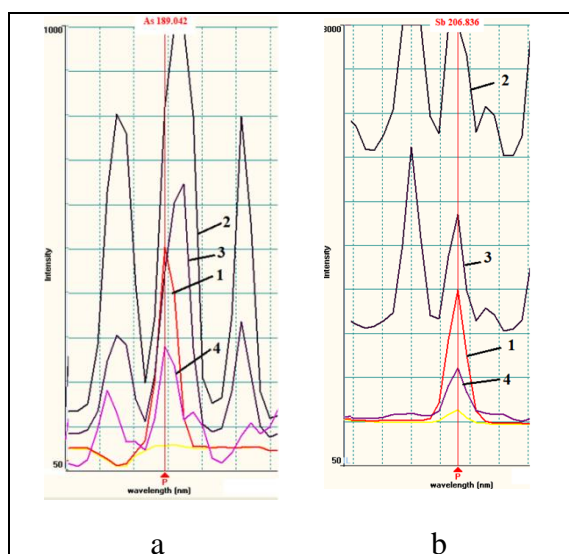 As 189.042
1000
Intensity
2
3
1
4
50
P
wavelength [nm]
a
Sb 206.836
3000
Intensity
2
3
1
4
50
P
wavelength [nm]
b